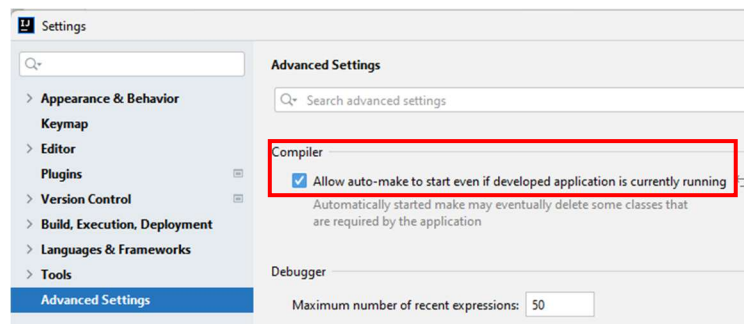 Settings
Appearance & Behavior
Keymap
Editor
Plugins
Version Control
Build, Execution, Deployment
Languages & Frameworks
Tools
Advanced Settings
Advanced Settings
Search advanced settings
Compiler
Allow auto-make to start even if developed application is currently running
Automatically started make may eventually delete some classes that
are required by the application
Debugger
Maximum number of recent expressions: 50